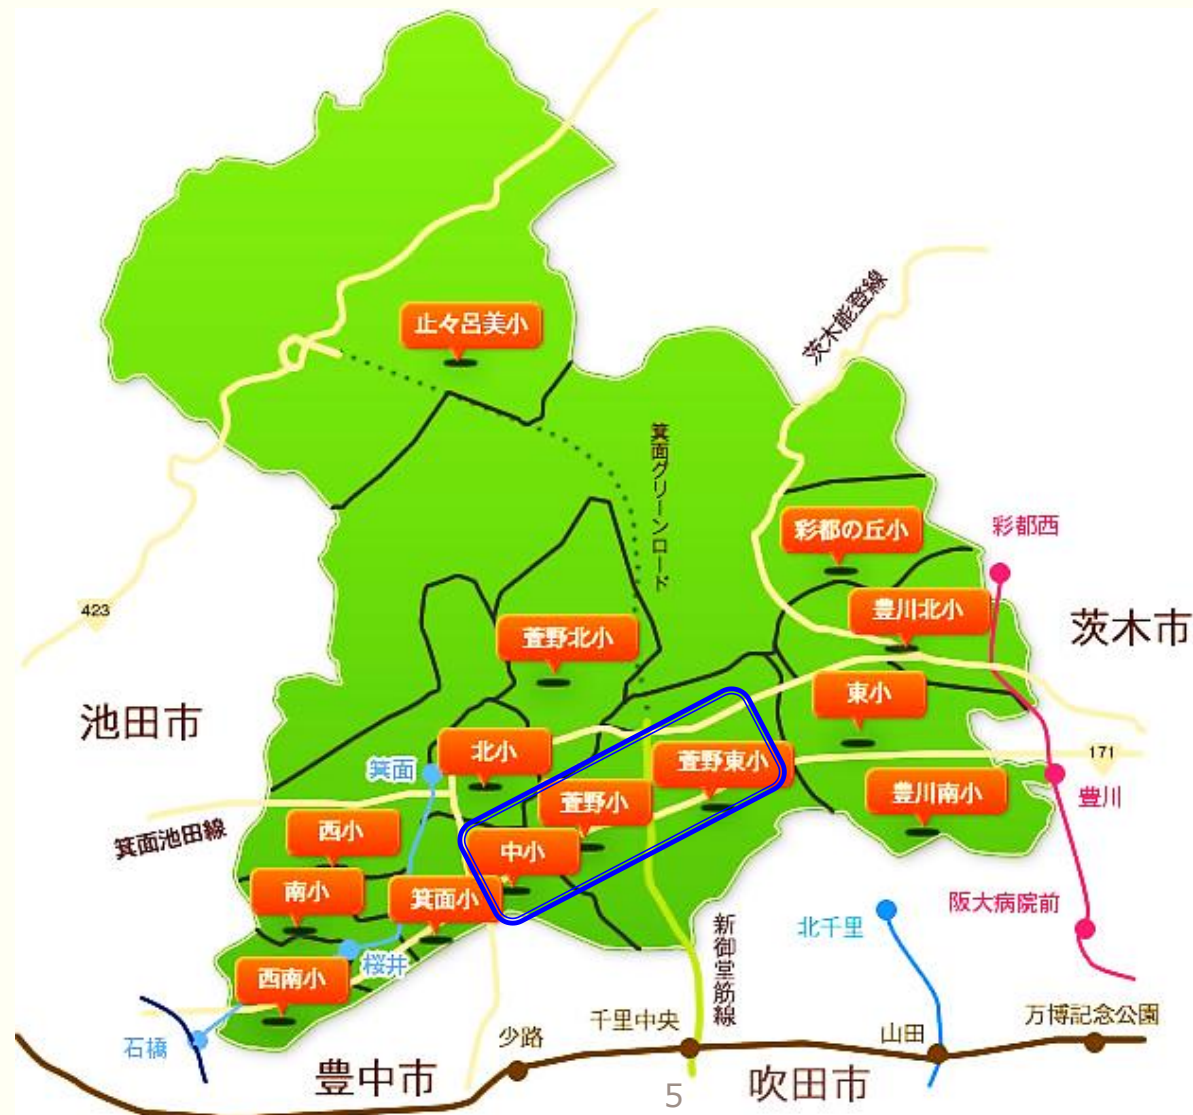 止々呂美小
茨木能登線
箕面グリーンロード
彩都の丘小
彩都西
423
豊川北小
茨木市
萱野北小
東小
池田市
北小
箕面
萱野東小
171
萱野小
豊川南小
豊川
箕面池田線
西小
中小
南小
箕面小
阪大病院前
北千里
新御堂筋線
桜井
西南小
石橋
少路
千里中央
山田
万博記念公園
豊中市
吹田市
5